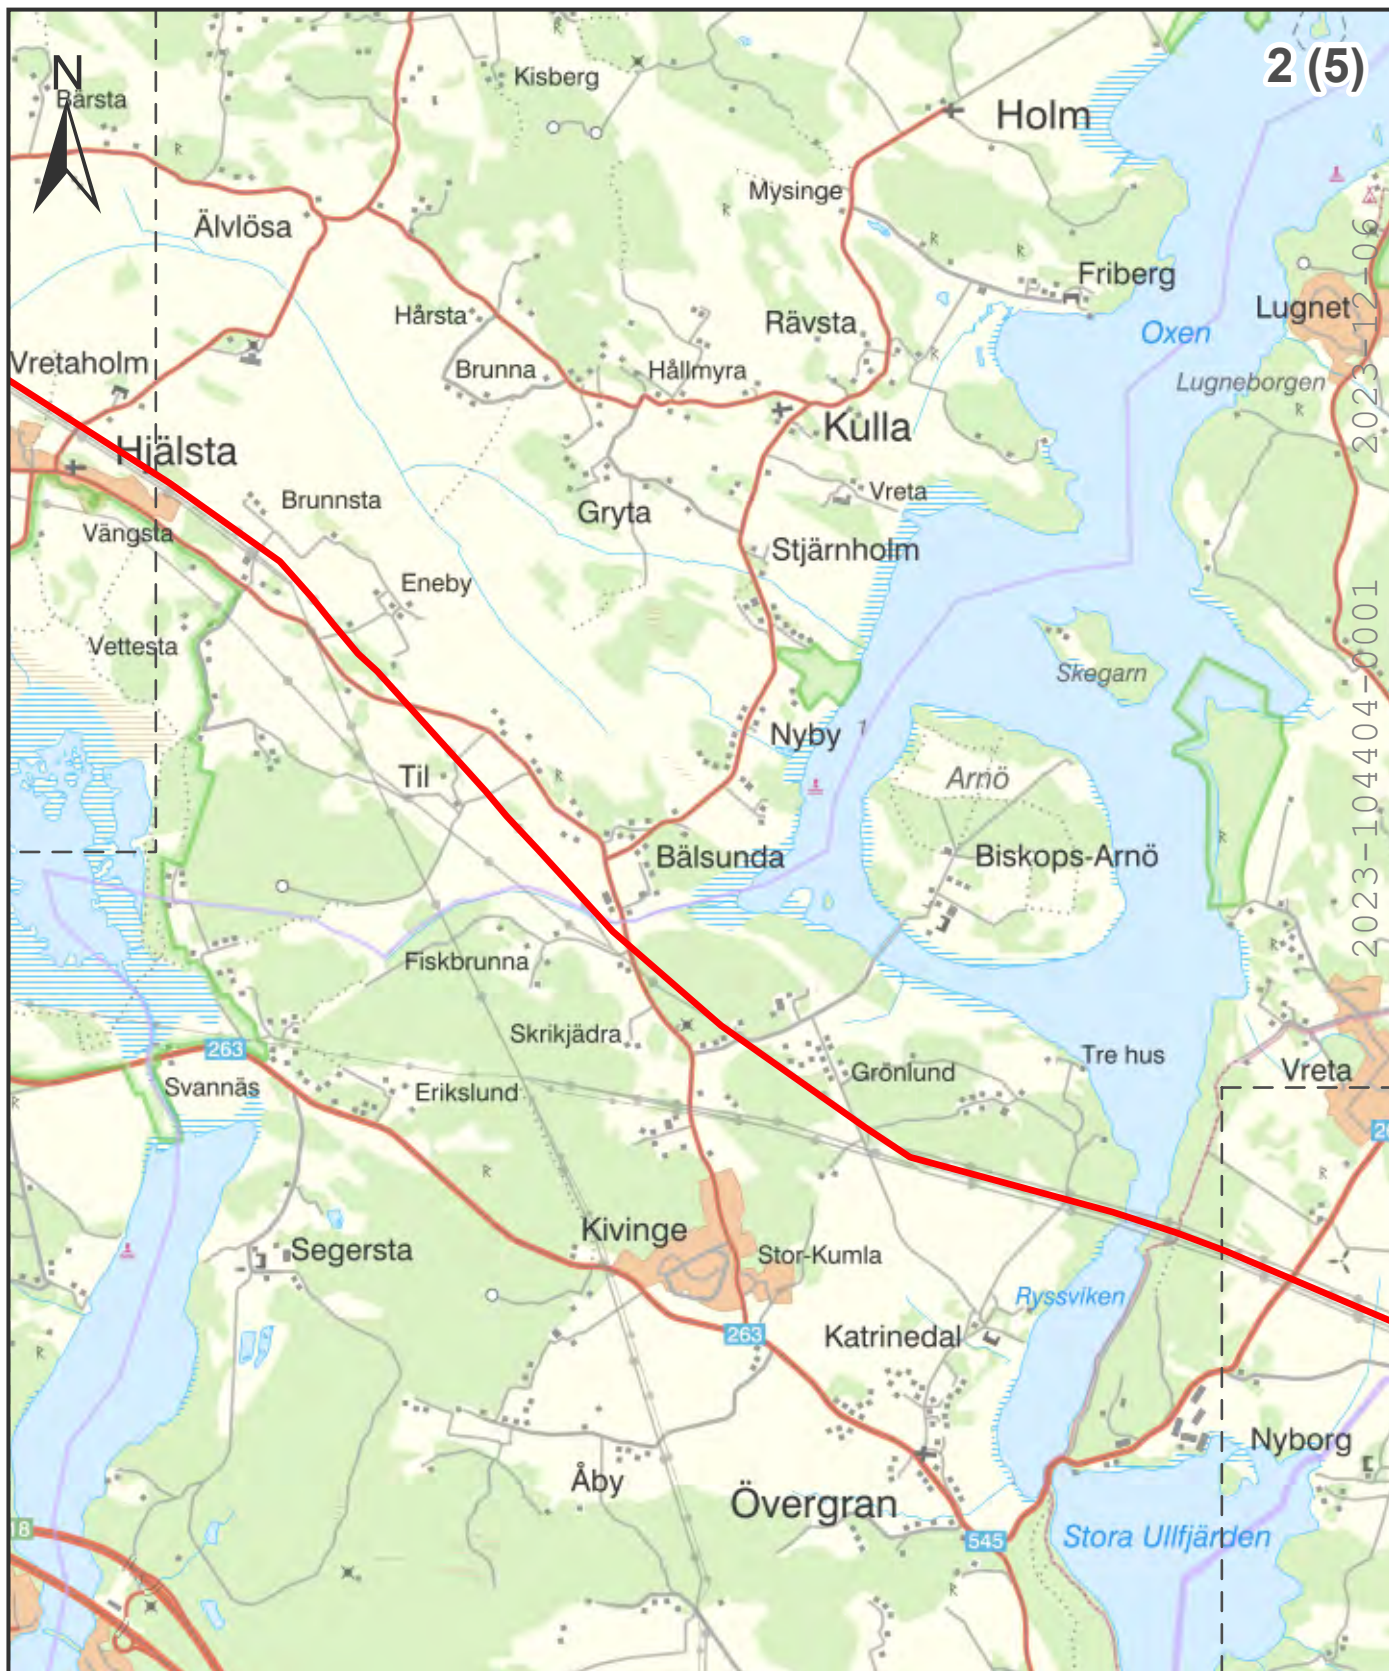 2 (5)
N
Kisberg
Bärsta
Holm
Mysinge
Älvlösa
Friberg
Lugnet
Hårsta
Rävsta
Oxen
Vretaholm
Brunna
Hållmyra
Lugneborgen
Kulla
Hjälsta
Vreta
Brunnsta
Gryta
Vängsta
Stjärnholm
Eneby
Vettesta
Skegarn
Nyby
Til
Arnö
Bälsunda
Biskops-Arnö
Fiskbrunna
Skrikjädra
263
Tre hus
Vreta
Svannäs
Erikslund
Grönlund
Kivinge
Segersta
Stor-Kumla
Ryssviken
263
Katrinedal
Nyborg
Åby
Övergran
545
Stora Ullfjärden
2023-104404-0001 2023-12-06